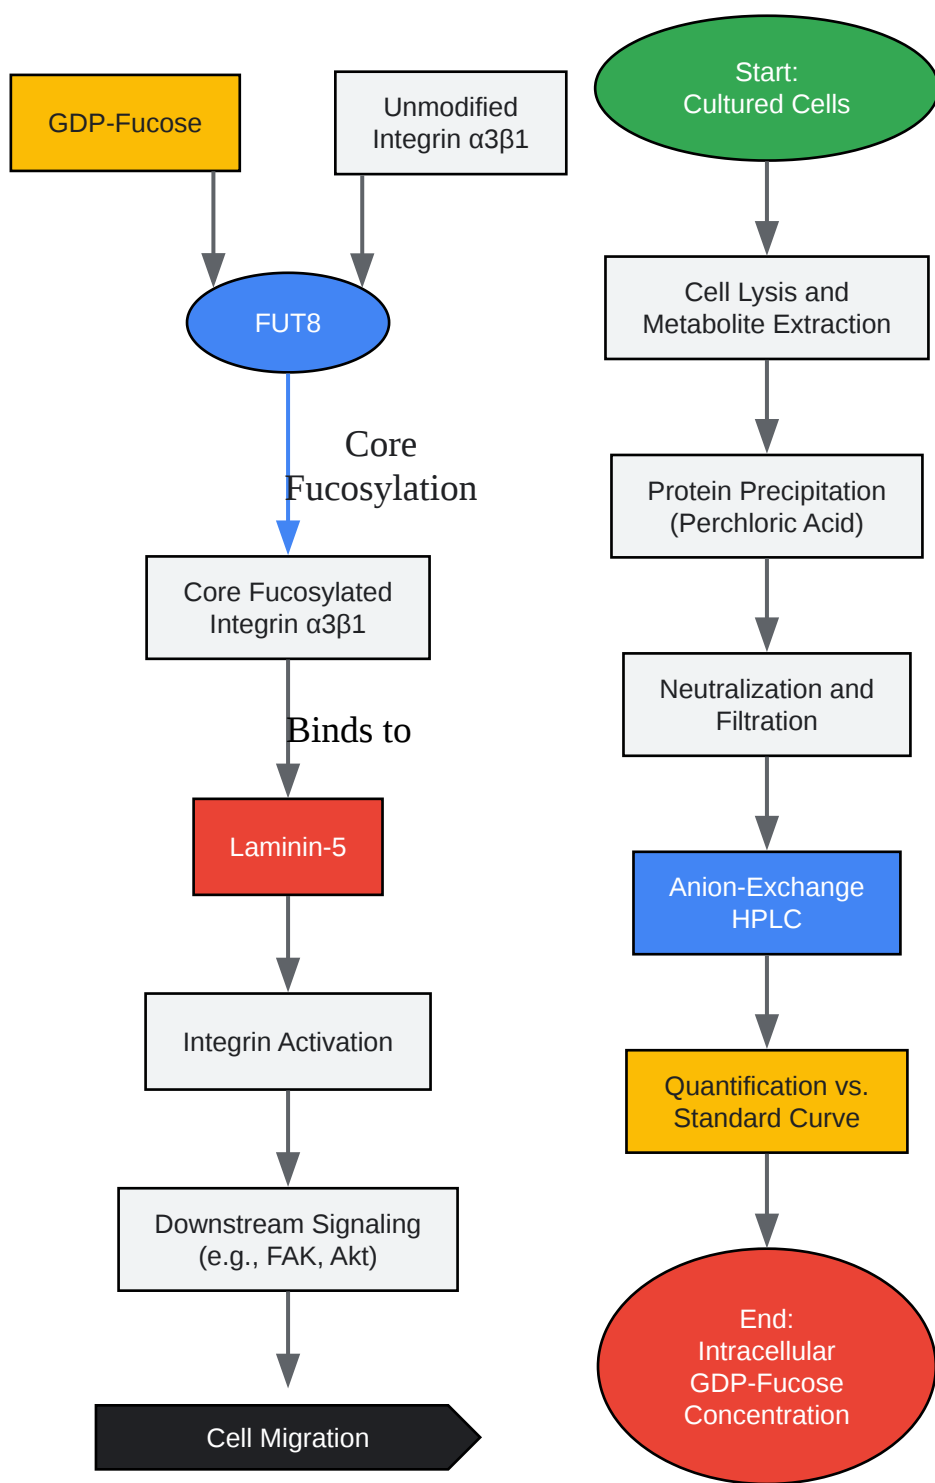 GDP-Fucose
Unmodified
Integrin α3β1
FUT8
Core
Fucosylation
Core Fucosylated
Integrin α3β1
Binds to
Laminin-5
Integrin Activation
Downstream Signaling
(e.g., FAK, Akt)
Cell Migration
Start:
Cultured Cells
Cell Lysis and
Metabolite Extraction
Protein Precipitation
(Perchloric Acid)
Neutralization and
Filtration
Anion-Exchange
HPLC
Quantification vs.
Standard Curve
End:
Intracellular
GDP-Fucose
Concentration